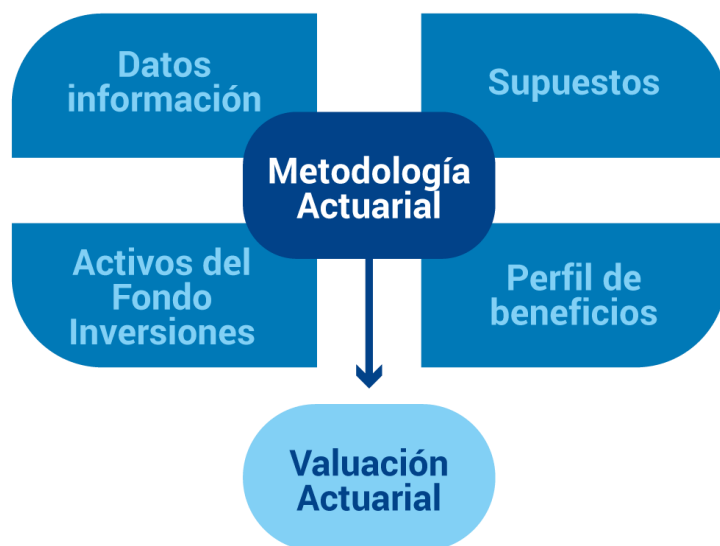 Datos
información
Supuestos
Metodología
Actuarial
Activos del
Fondo
Inversiones
Perfil de
beneficios
Valuación
Actuarial